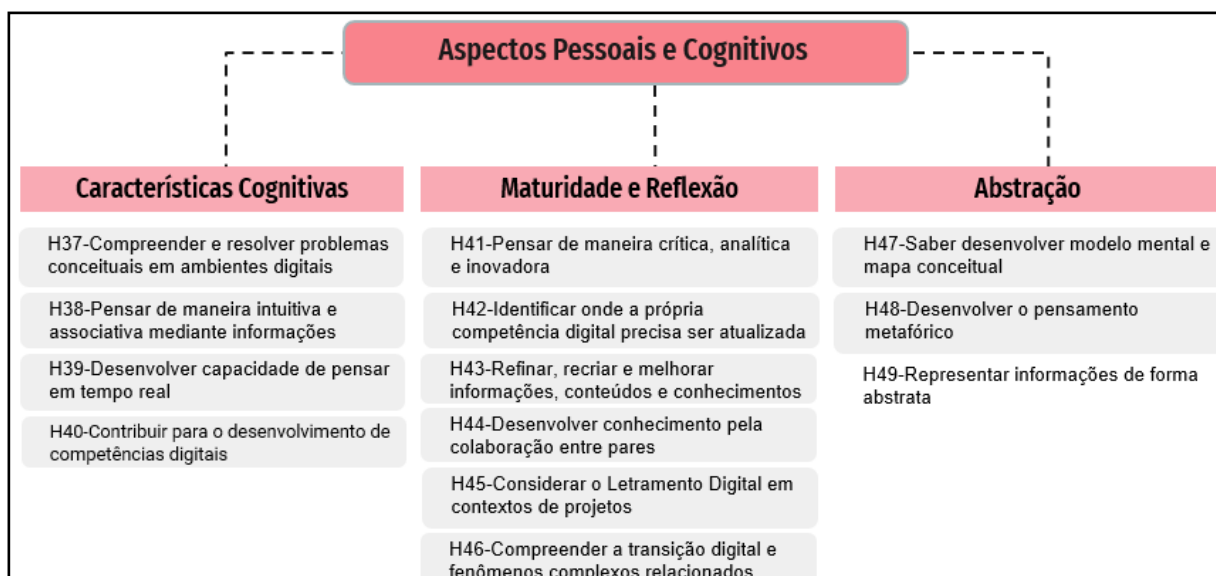 Aspectos Pessoais e Cognitivos
Características Cognitivas
H37-Compreender e resolver problemas
conceituais em ambientes digitais
H38-Pensar de maneira intuitiva e
associativa mediante informações
H39-Desenvolver capacidade de pensar
em tempo real
H40-Contribuir para o desenvolvimento de
competências digitais
Maturidade e Reflexão
H41-Pensar de maneira crítica, analítica
e inovadora
H42-Identificar onde a própria
competência digital precisa ser atualizada
H43-Refinar, recriar e melhorar
informações, conteúdos e conhecimentos
H44-Desenvolver conhecimento pela
colaboração entre pares
H45-Considerar o Letramento Digital em
contextos de projetos
H46-Compreender a transição digital e
fenômenos complexos relacionados
Abstração
H47-Saber desenvolver modelo mental e
mapa conceitual
H48-Desenvolver o pensamento
metafórico
H49-Representar informações de forma
abstrata